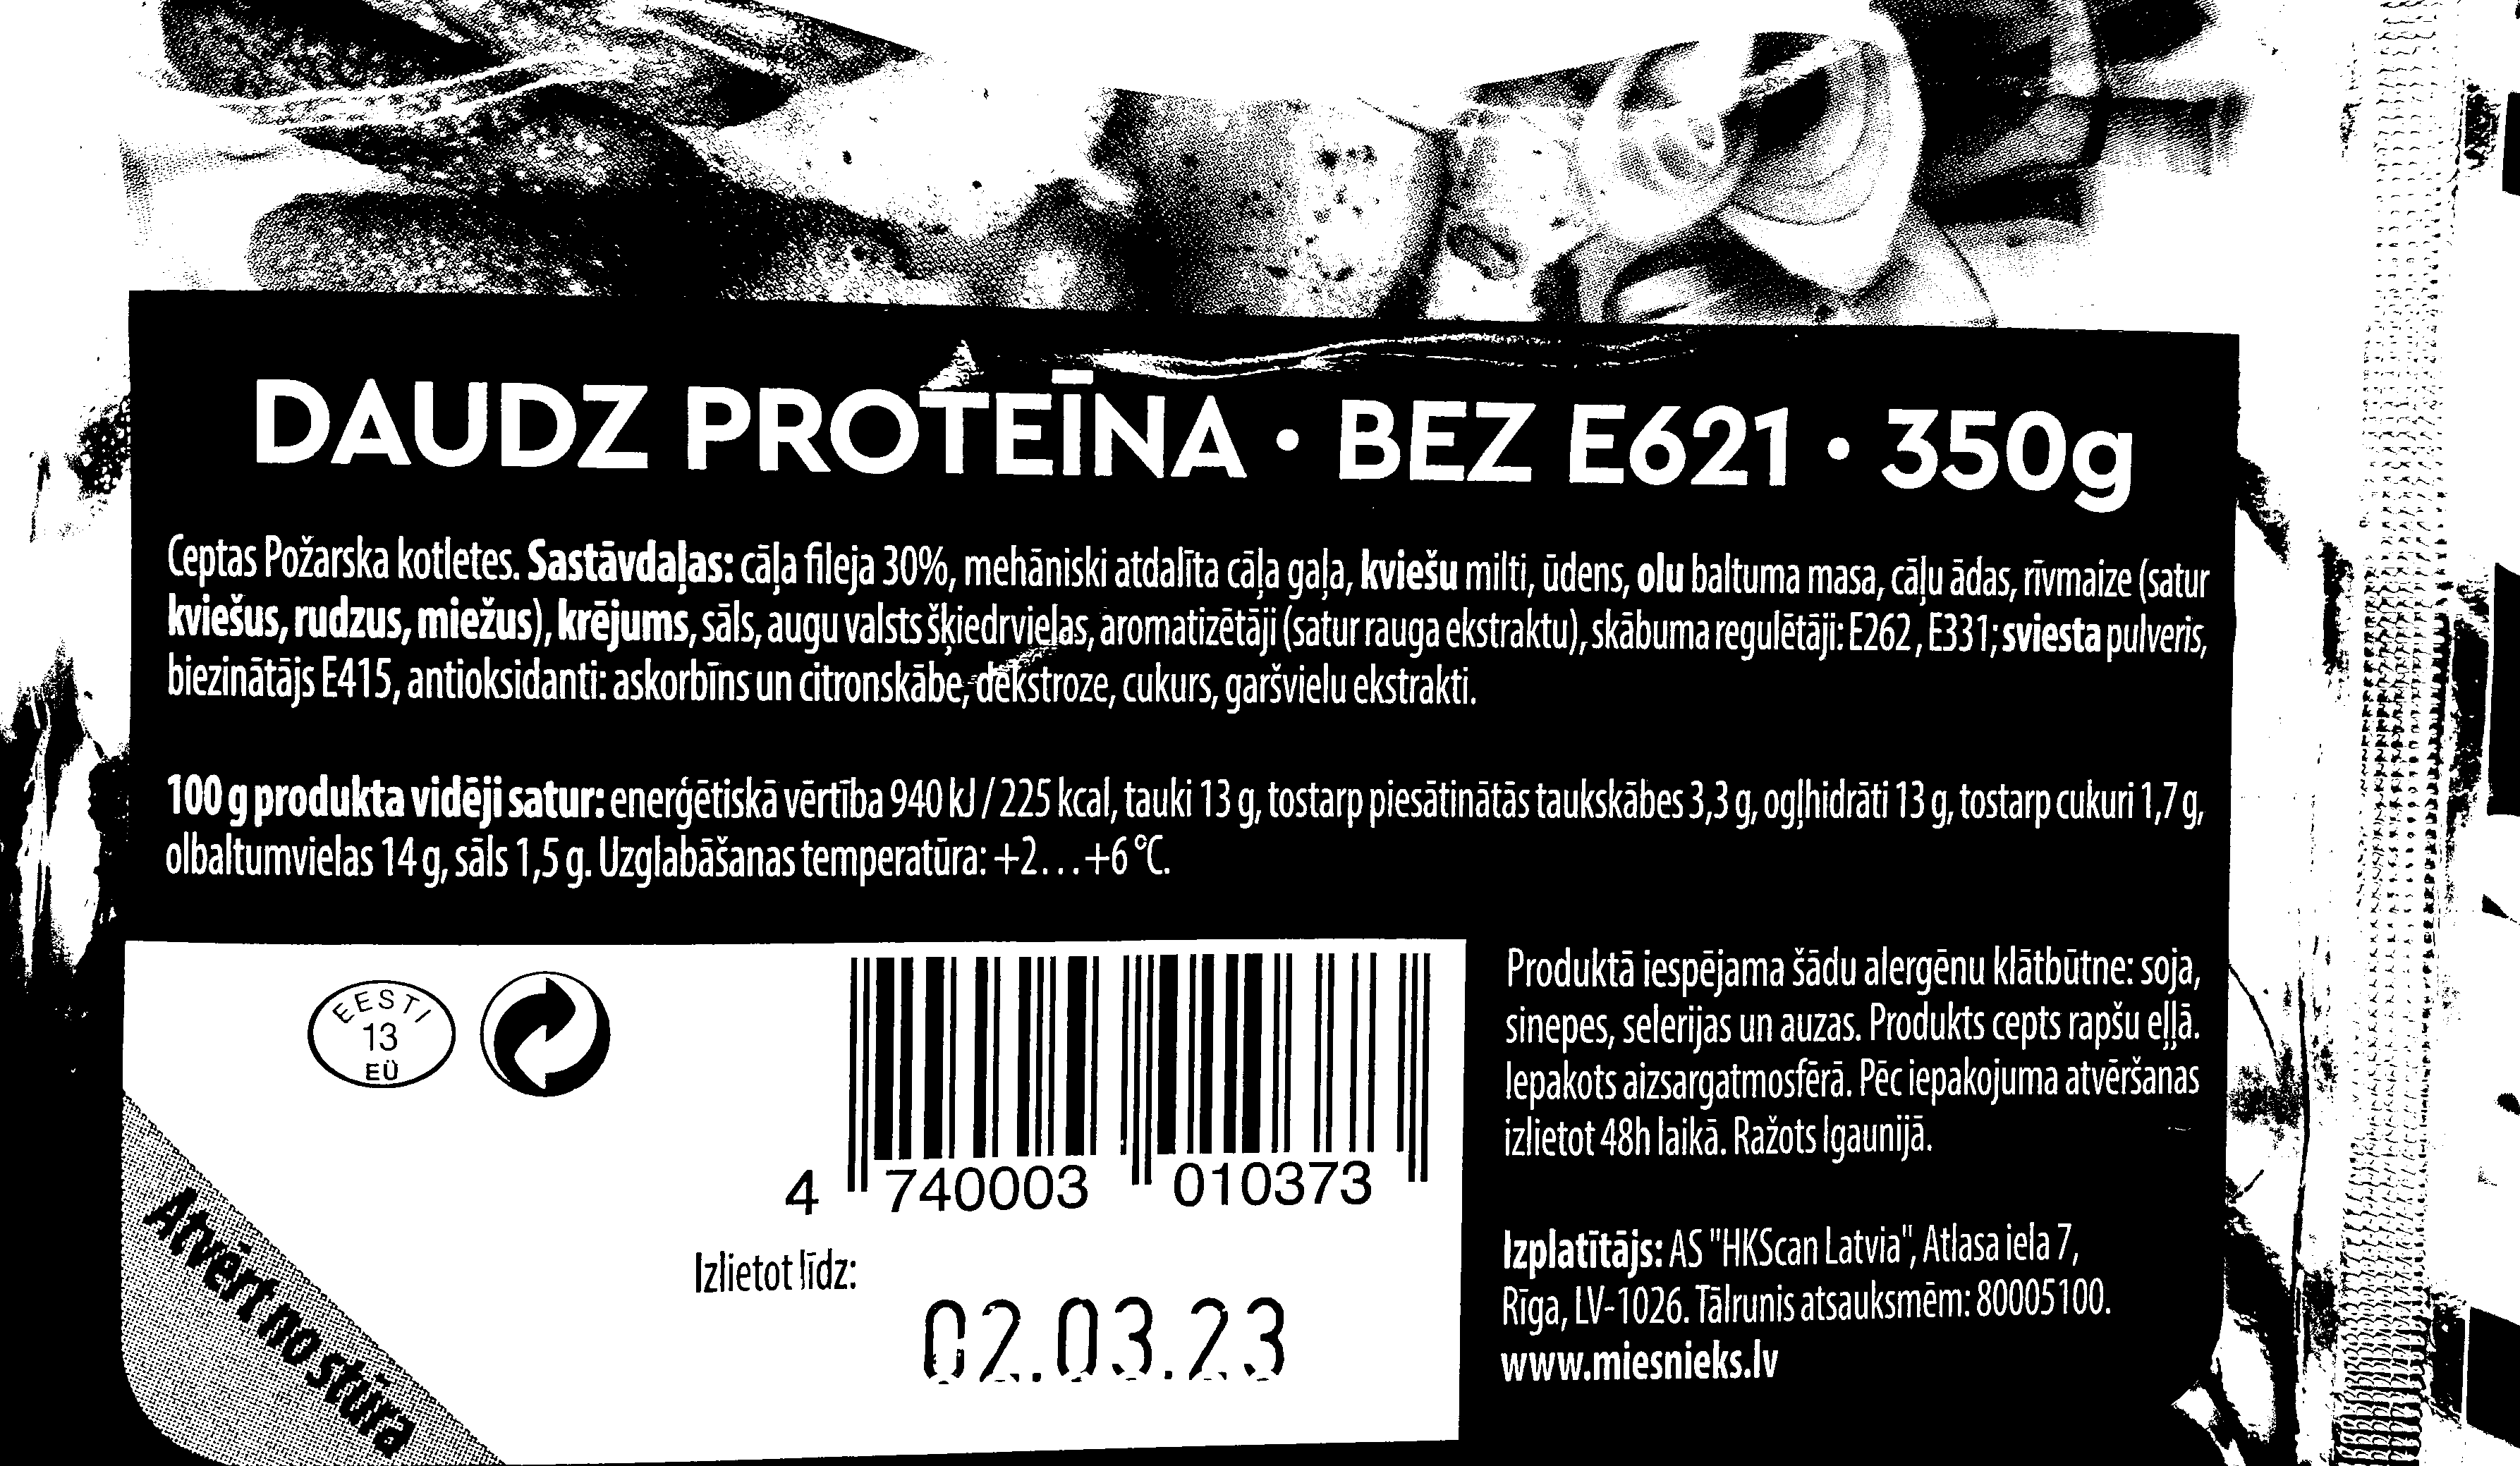 DAUDZ PROTEĪNA • BEZ E621 • 350g
Ceptas Požarska kotletes. Sastāvdaļas: cāļa fileja 30%, mehāniski atdalīta cāļa gaļa, kviešu milti, ūdens, olu baltuma masa, cāļu ādas, rīvmaize (satur
kviešus, rudzus, miežus), krējums, sāls, augu valsts šķiedrvielas, aromatizētāji (satur rauga ekstraktu), skābuma regulētāji: E262, E331; sviesta pulveris,
biezinātājs E415, antioksidanti: askorbīns un citronskābe, dekstroze, cukurs, garšvielu ekstrakti.
100 g produkta vidēji satur: enerģētiskā vērtība 940 kJ / 225 kcal, tauki 13 g, tostarp piesātinātās taukskābes 3,3 g, ogļhidrāti 13 g, tostarp cukuri 1,7 g,
olbaltumvielas 14 g, sāls 1,5 g. Uzglabāšanas temperatūra: +2...+6 °C.
EESTI
13
EÜ
4 740003 010373
Izlietot līdz:
02.03.23
Atvērt no stūra
Produktā iespējama šādu alergēnu klātbūtne: soja,
sinepes, selerijas un auzas. Produkts cepts rapšu eļļā.
Iepakots aizsargatmosfērā. Pēc iepakojuma atvēršanas
izlietot 48h laikā. Ražots Igaunijā.
Izplatītājs: AS "HKScan Latvia", Atlasa iela 7,
Rīga, LV-1026. Tālrunis atsauksmēm: 80005100.
www.miesnieks.lv